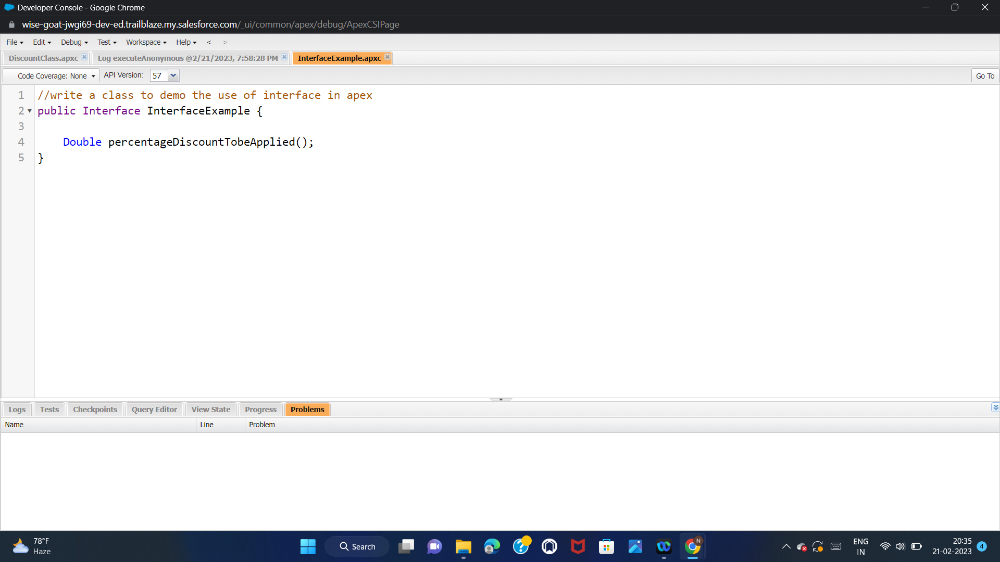 Developer Console - Google Chrome
wise-goat-jwgi69-dev-ed.trailblaze.my.salesforce.com/_ui/common/apex/debug/ApexCSIPage
File Edit Debug Test Workspace Help < >
DiscountClass.apxc Log executeAnonymous @2/21/2023, 7:58:28 PM InterfaceExample.apxc
Code Coverage: None API Version: 57 Go To
1 //write a class to demo the use of interface in apex
2 public Interface InterfaceExample {
3
4 Double percentageDiscountTobeApplied();
5 }
Logs Tests Checkpoints Query Editor View State Progress Problems
Name Line Problem
78°F
Haze
Search
N
ENG
IN
20:35
21-02-2023
4